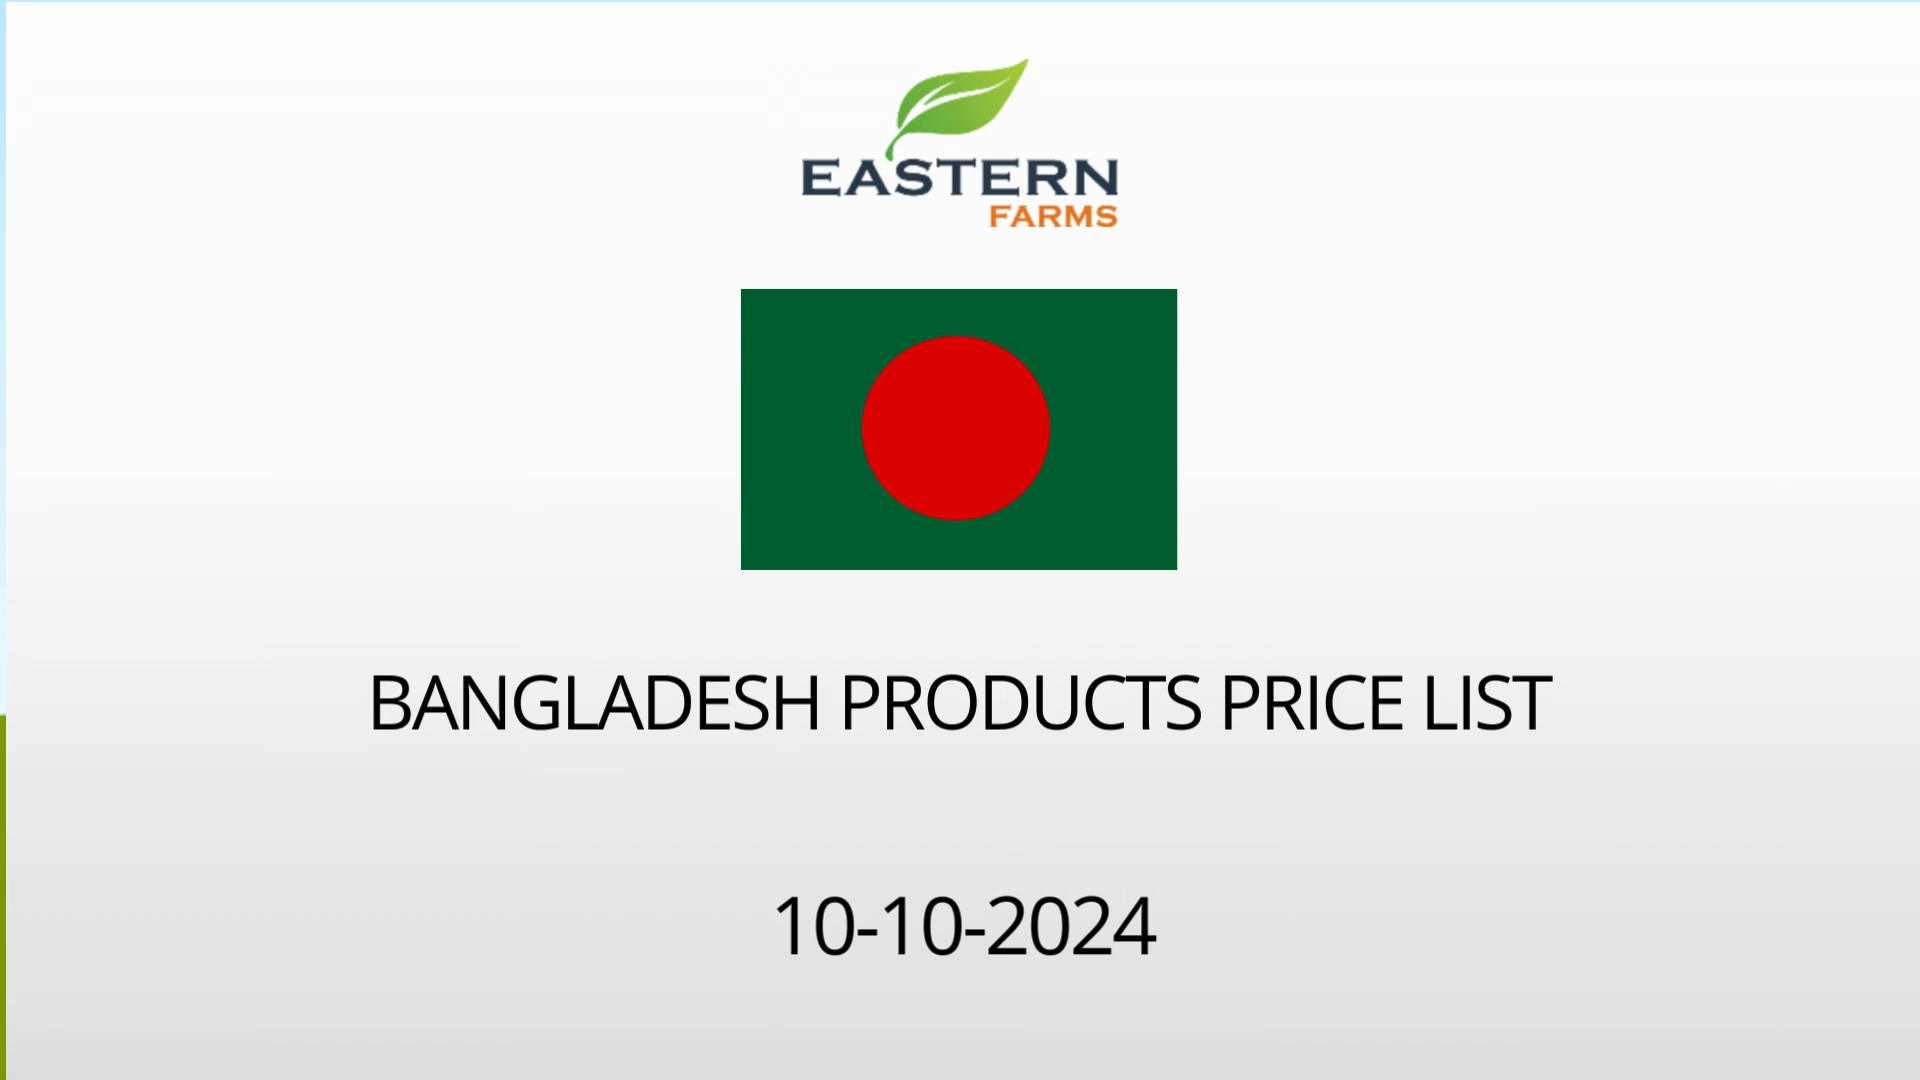 EASTERN
FARMS
BANGLADESH PRODUCTS PRICE LIST
10-10-2024